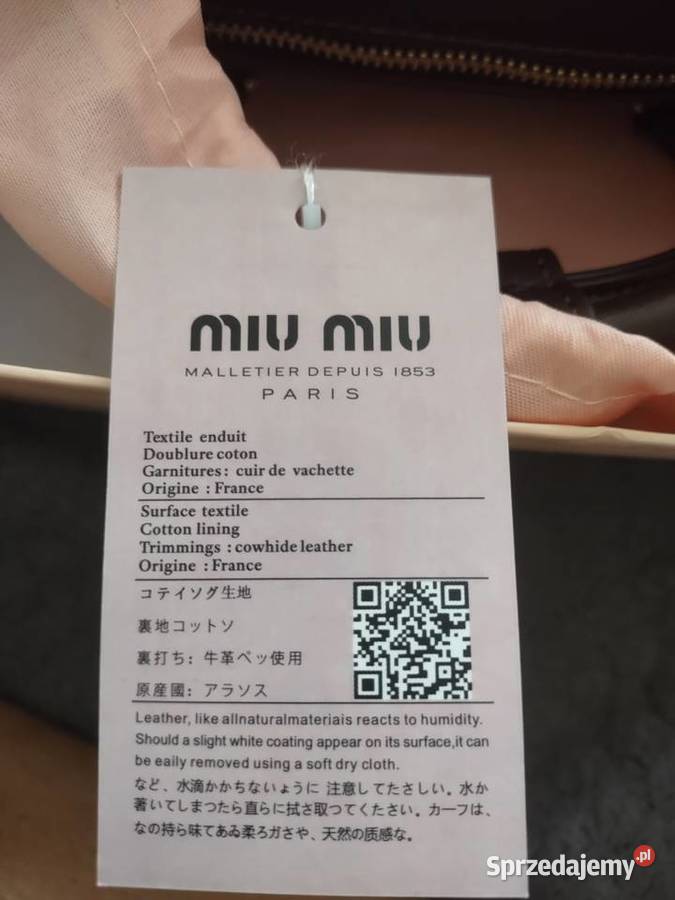 MIU MIU
MALLETIER DEPUIS 1853
PARIS
Textile enduit
Doublure coton
Garnitures: cuir de vachette
Origine : France
Surface textile
Cotton lining
Trimmings : cowhide leather
Origine : France
コテイソグ生地
裏地コットソ
裏打ち: 牛革ベッ使用
原産國: アラソス
Leather, like allnaturalmateriais reacts to humidity.
Should a slight white coating appear on its surface,it can
be eaily removed using a soft dry cloth.
など、水滴かかちないょうに 注意してたさしい。水か
著いてしまつたら直らに拭さ取つてくたさい。カーフは、
なの持ら味てあゐ柔ろガさや、天然の質感な。
Sprzedajemy.pl